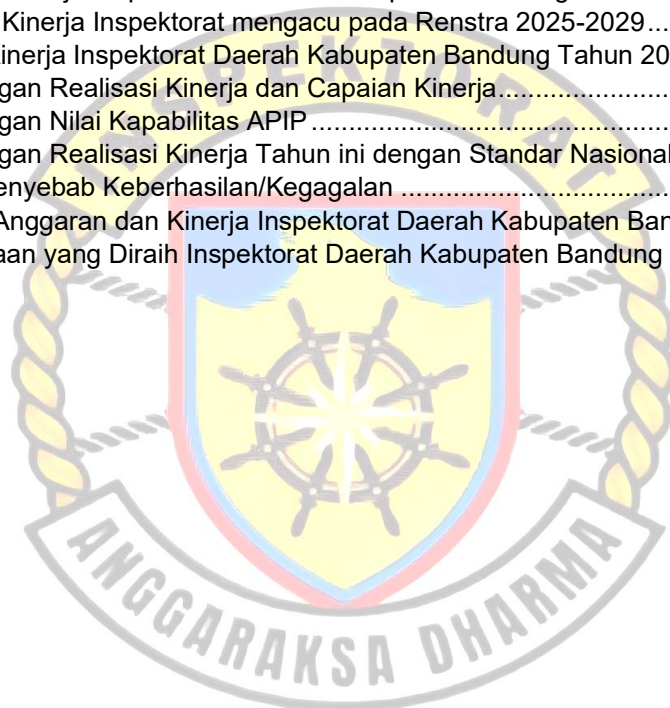 Kinerja Inspektorat mengacu pada Renstra 2025-2029....
Kinerja Inspektorat Daerah Kabupaten Bandung Tahun 20
gan Realisasi Kinerja dan Capaian Kinerja........................
gan Nilai Kapabilitas APIP ................................................
gan Realisasi Kinerja Tahun ini dengan Standar Nasional
enyebab Keberhasilan/Kegagalan ....................................
Anggaran dan Kinerja Inspektorat Daerah Kabupaten Ban
aan yang Diraih Inspektorat Daerah Kabupaten Bandung
INSPEKTORAT
ANGGARAKSA DHARMA